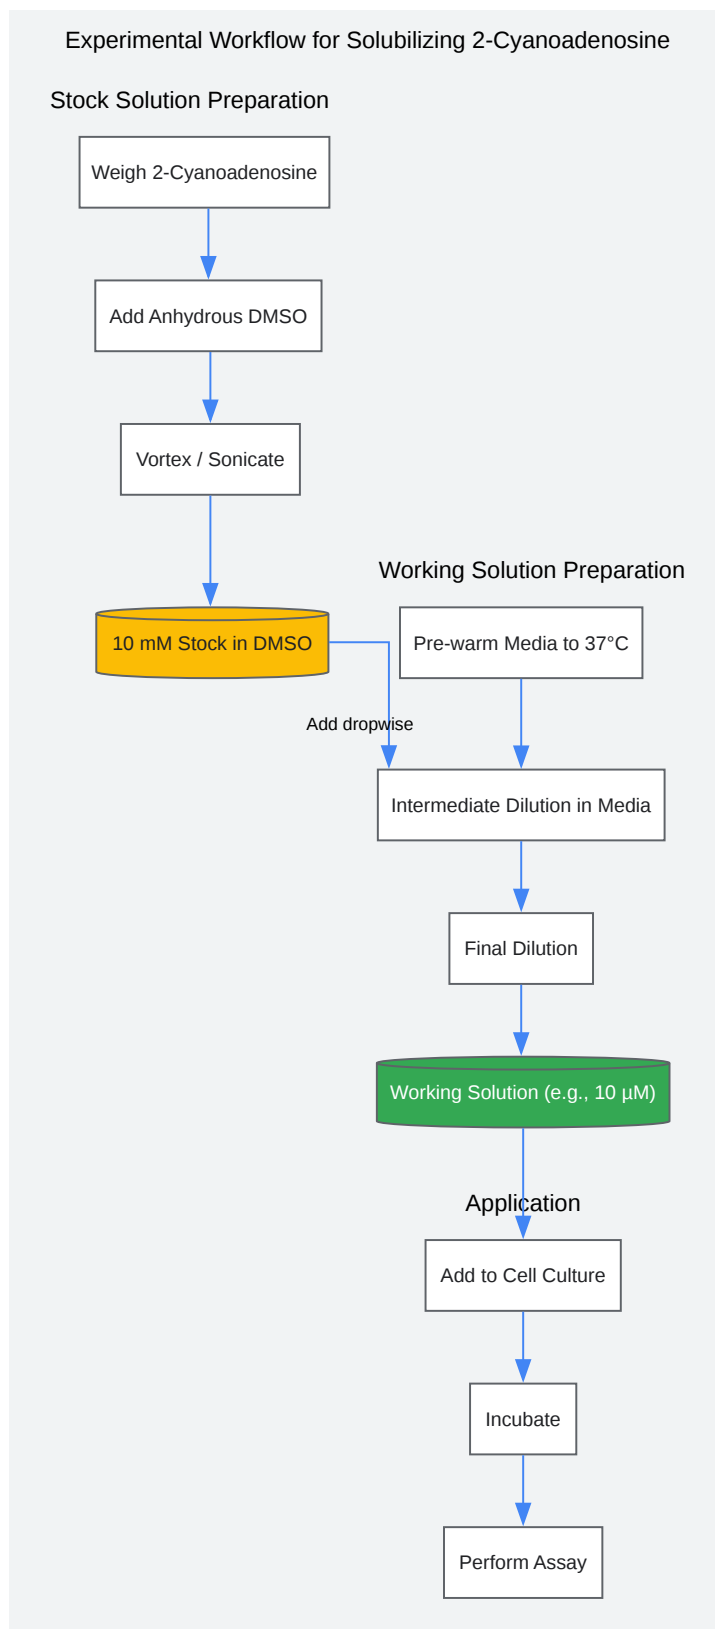 Experimental Workflow for Solubilizing 2-Cyanoadenosine
Stock Solution Preparation
Weigh 2-Cyanoadenosine
Add Anhydrous DMSO
Vortex / Sonicate
10 mM Stock in DMSO
Working Solution Preparation
Pre-warm Media to 37°C
Add dropwise
Intermediate Dilution in Media
Final Dilution
Working Solution (e.g., 10 µM)
Application
Add to Cell Culture
Incubate
Perform Assay